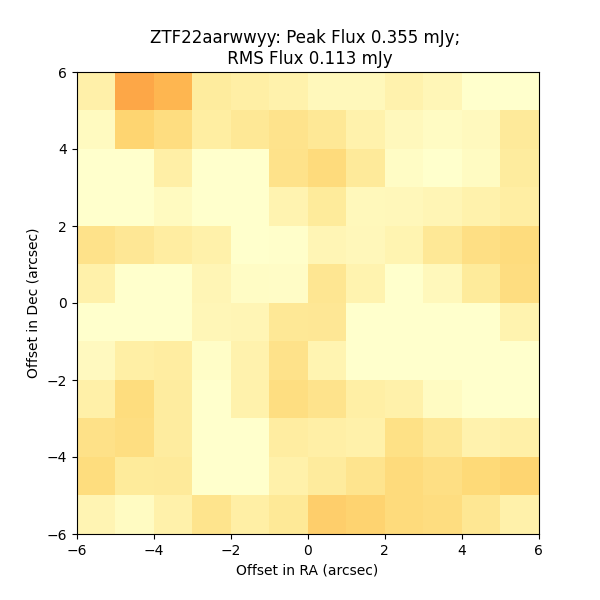 ZTF22aarwwyy: Peak Flux 0.355 mJy;
RMS Flux 0.113 mJy
6
4
2
0
−2
−4
−6
Offset in Dec (arcsec)
−6 −4 −2 0 2 4 6
Offset in RA (arcsec)